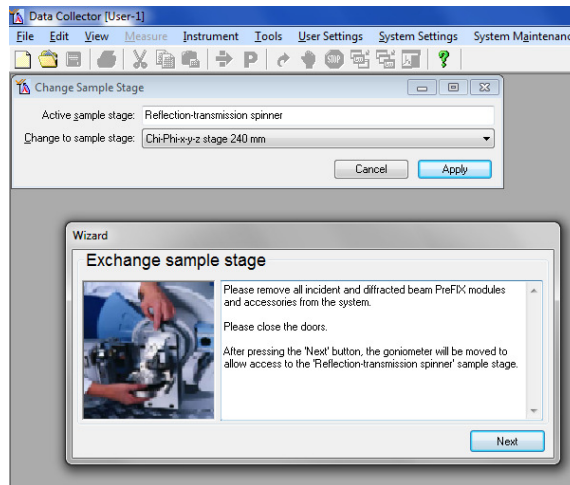 Data Collector [User-1]
File Edit View Measure Instrument Tools User Settings System Settings System Maintenanc
P STOP ?
Change Sample Stage
Active sample stage: Reflection-transmission spinner
Change to sample stage: Chi-Phi-x-y-z stage 240 mm
Cancel Apply
Wizard
Exchange sample stage
Please remove all incident and diffracted beam PreFIX modules
and accessories from the system.
Please close the doors.
After pressing the 'Next' button, the goniometer will be moved to
allow access to the 'Reflection-transmission spinner' sample stage.
Next